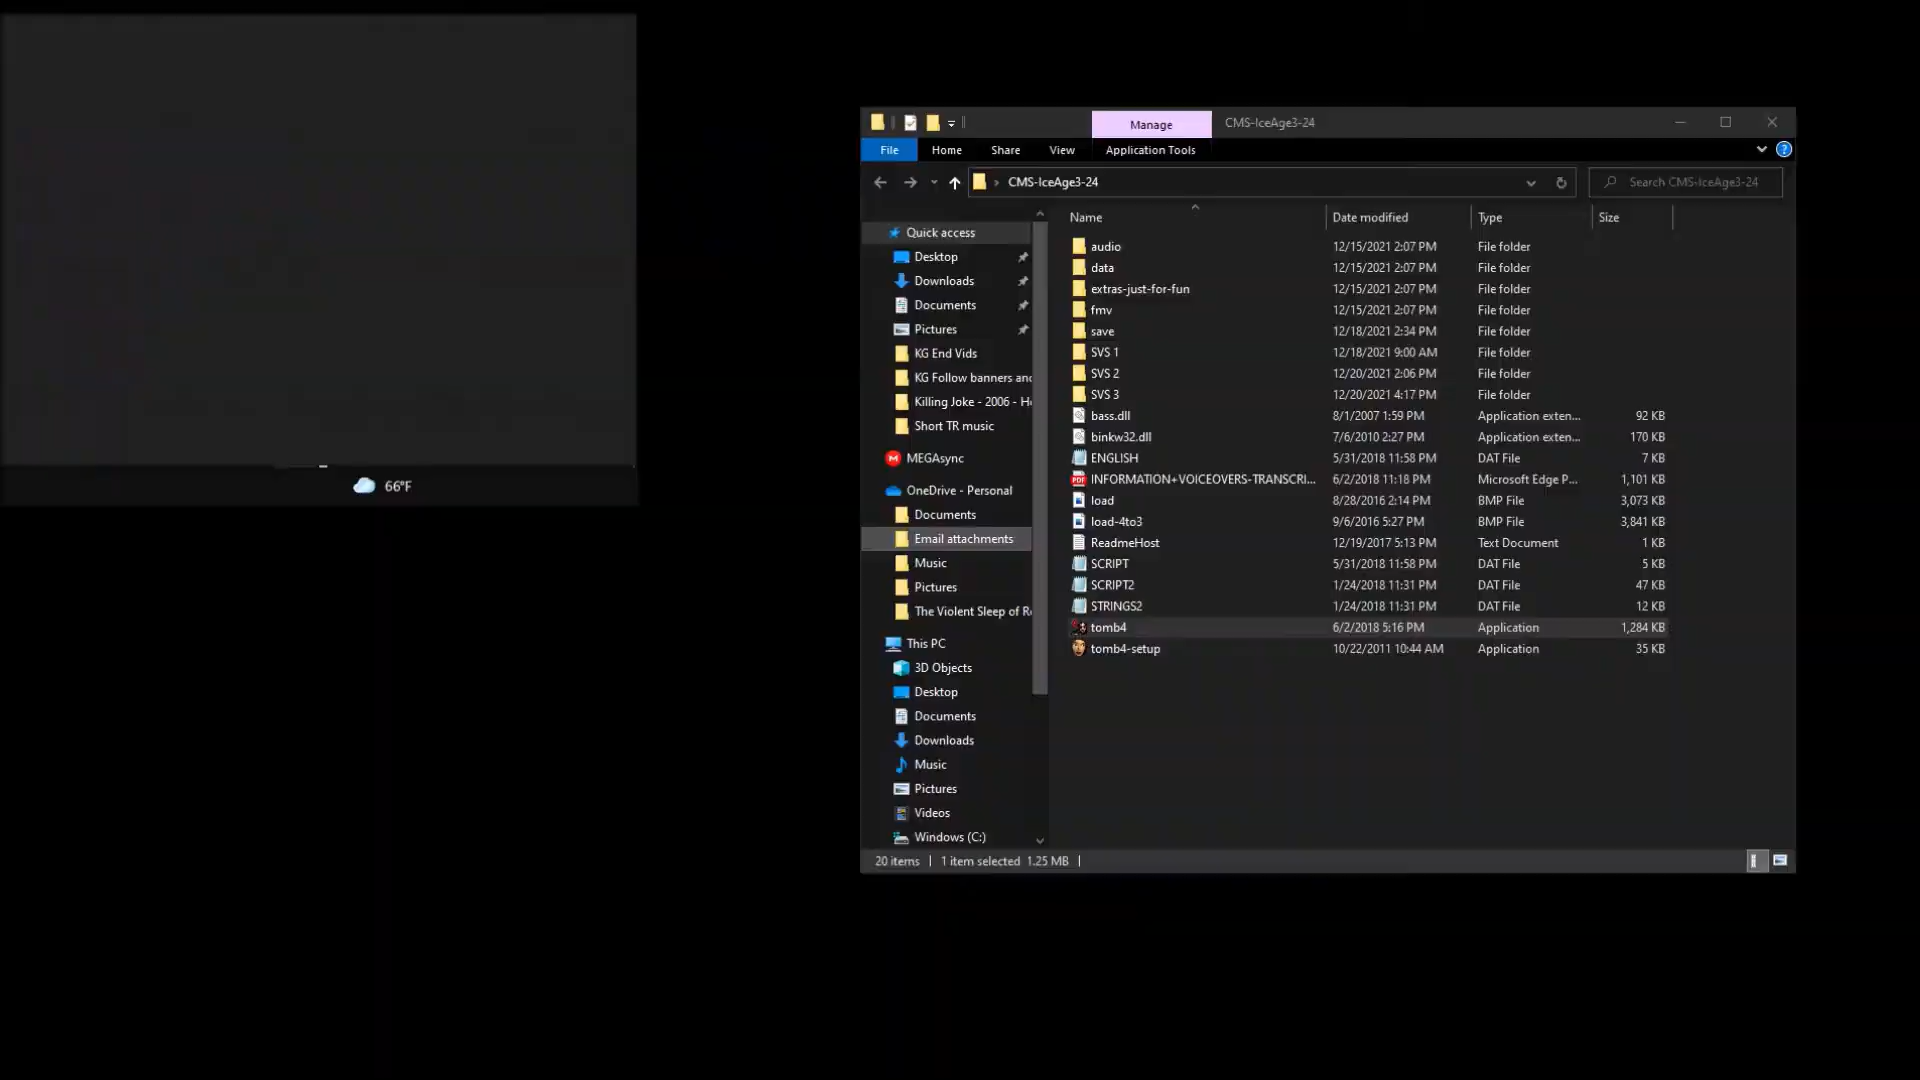 Manage
CMS-IceAge3-24
File
Home
Share
View
Application Tools
CMS-IceAge3-24
Search CMS-IceAge3-24
Name
Date modified
Type
Size
Quick access
Desktop
Downloads
Documents
Pictures
KG End Vids
KG Follow banners and
Killing Joke - 2006 - Ho
Short TR music
MEGAsync
OneDrive - Personal
Documents
Email attachments
Music
Pictures
The Violent Sleep of Re
This PC
3D Objects
Desktop
Documents
Downloads
Music
Pictures
Videos
Windows (C:)
audio 12/15/2021 2:07 PM File folder
data 12/15/2021 2:07 PM File folder
extras-just-for-fun 12/15/2021 2:07 PM File folder
fmv 12/15/2021 2:07 PM File folder
save 12/18/2021 2:34 PM File folder
SVS 1 12/18/2021 9:00 AM File folder
SVS 2 12/20/2021 2:06 PM File folder
SVS 3 12/20/2021 4:17 PM File folder
bass.dll 8/1/2007 1:59 PM Application exten... 92 KB
binkw32.dll 7/6/2010 2:27 PM Application exten... 170 KB
ENGLISH 5/31/2018 11:58 PM DAT File 7 KB
INFORMATION+VOICEOVERS-TRANSCRI... 6/2/2018 11:18 PM Microsoft Edge P... 1,101 KB
load 8/28/2016 2:14 PM BMP File 3,073 KB
load-4to3 9/6/2016 5:27 PM BMP File 3,841 KB
ReadmeHost 12/19/2017 5:13 PM Text Document 1 KB
SCRIPT 5/31/2018 11:58 PM DAT File 5 KB
SCRIPT2 1/24/2018 11:31 PM DAT File 47 KB
STRINGS2 1/24/2018 11:31 PM DAT File 12 KB
tomb4 6/2/2018 5:16 PM Application 1,284 KB
tomb4-setup 10/22/2011 10:44 AM Application 35 KB
20 items
1 item selected 1.25 MB
66°F